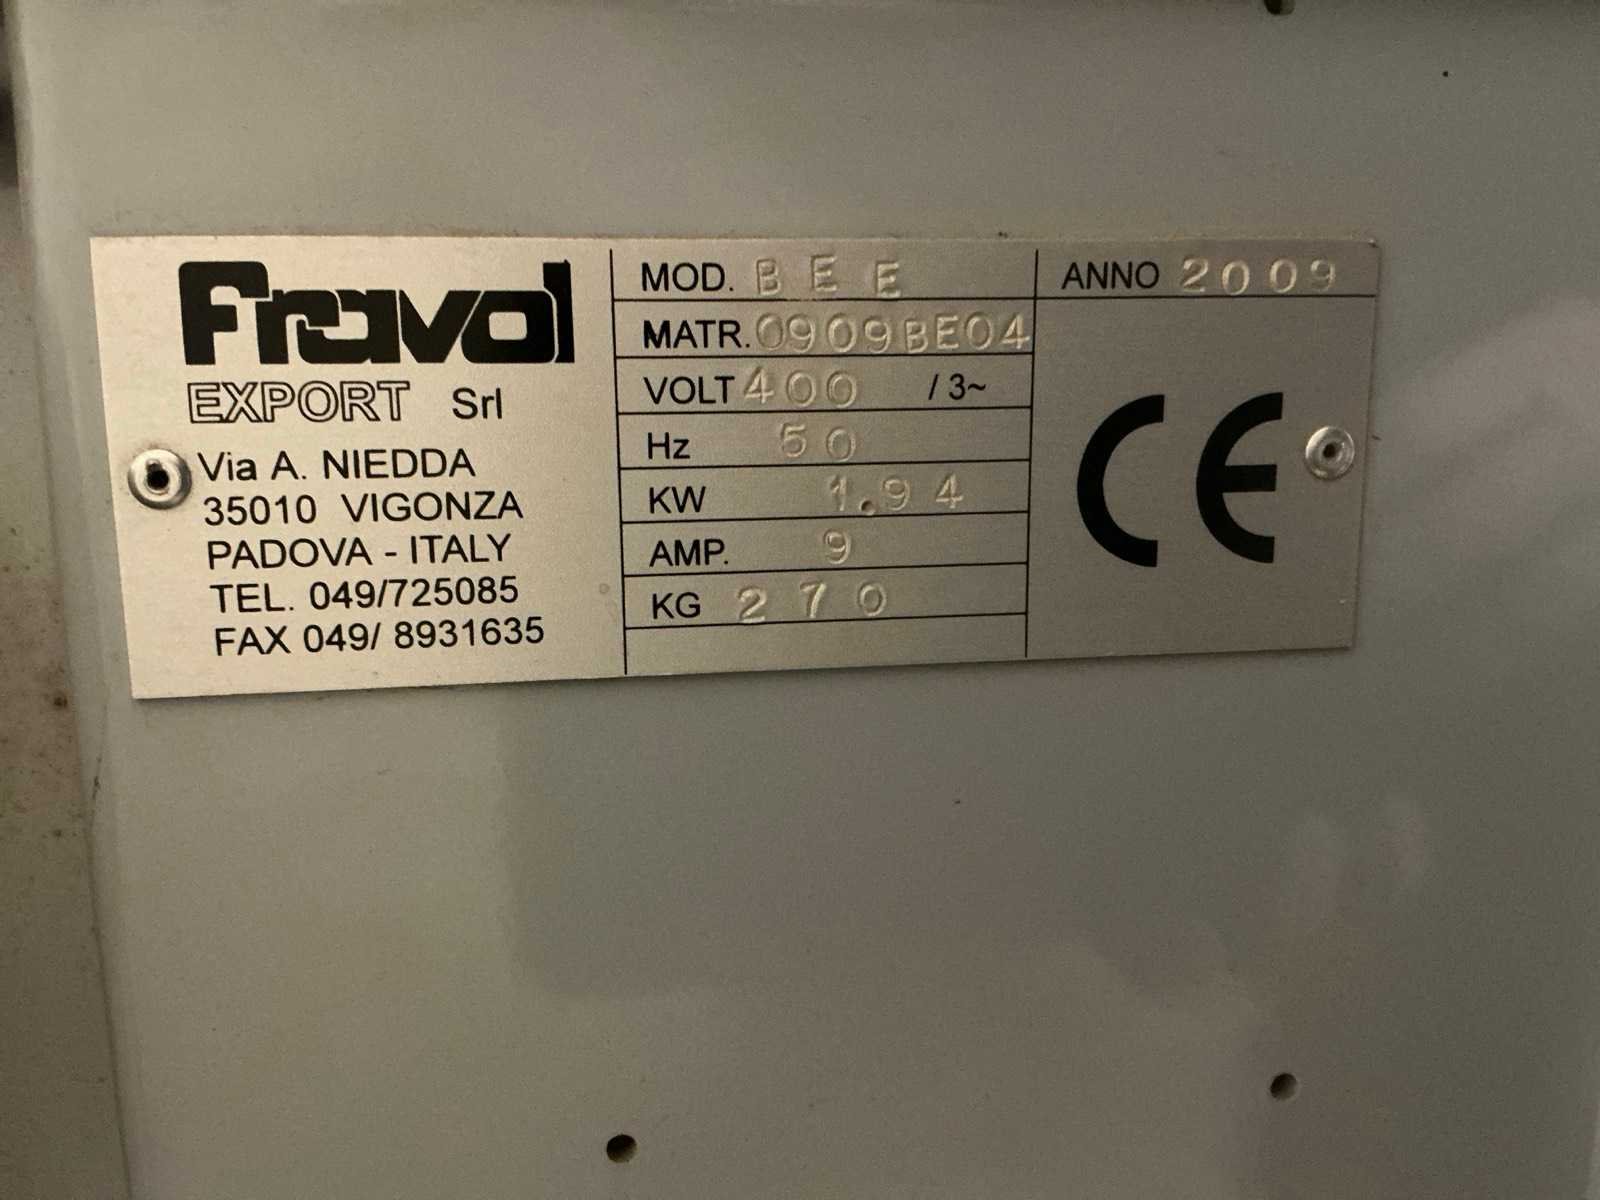 Fravol
EXPORT Srl
Via A. NIEDDA
35010 VIGONZA
PADOVA - ITALY
TEL. 049/725085
FAX 049/ 8931635
MOD. BEE
MATR. 0909BE04
VOLT 400 / 3~
Hz 50
KW 1.94
AMP. 9
KG 270
ANNO 2009
CE